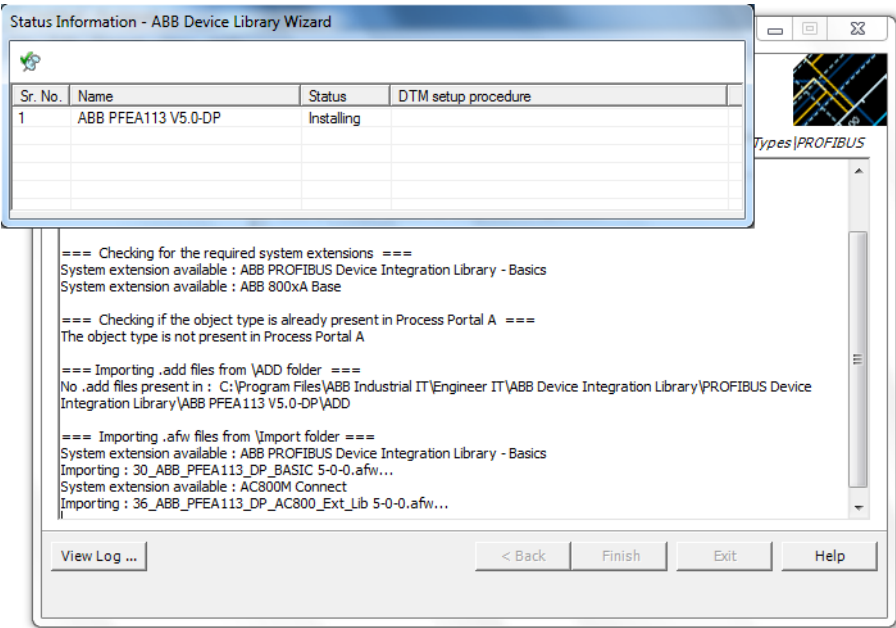 Status Information - ABB Device Library Wizard
Sr. No. Name Status DTM setup procedure
1 ABB PFEA113 V5.0-DP Installing
Types|PROFIBUS
=== Checking for the required system extensions ===
System extension available : ABB PROFIBUS Device Integration Library - Basics
System extension available : ABB 800xA Base
=== Checking if the object type is already present in Process Portal A ===
The object type is not present in Process Portal A
=== Importing .add files from \ADD folder ===
No .add files present in : C:\Program Files\ABB Industrial IT\Engineer IT\ABB Device Integration Library\PROFIBUS Device
Integration Library\ABB PFEA113 V5.0-DP\ADD
=== Importing .afw files from \Import folder ===
System extension available : ABB PROFIBUS Device Integration Library - Basics
Importing : 30_ABB_PFEA113_DP_BASIC 5-0-0.afw...
System extension available : AC800M Connect
Importing : 36_ABB_PFEA113_DP_AC800_Ext_Lib 5-0-0.afw...
View Log ... < Back Finish Exit Help